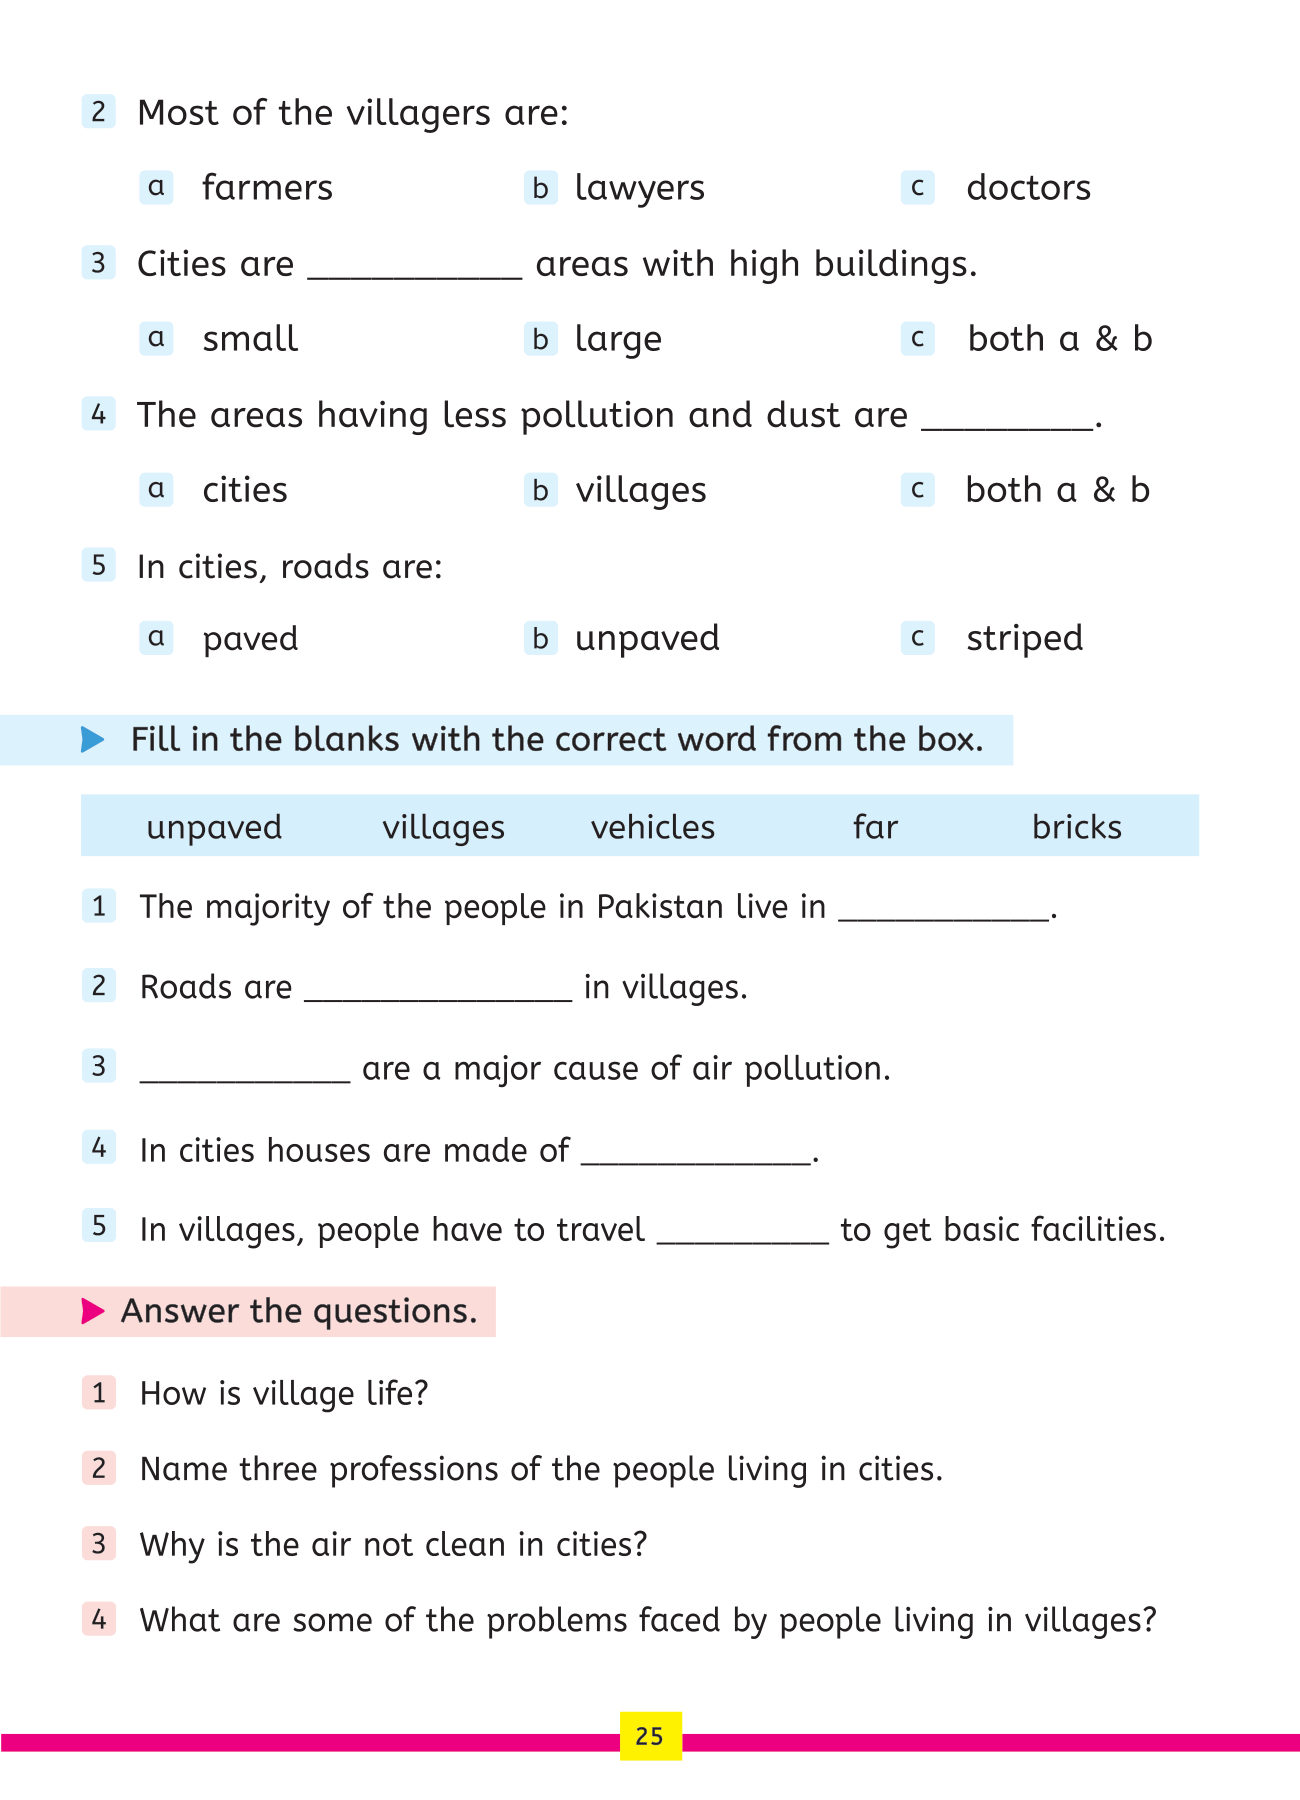 2 Most of the villagers are:
a farmers b lawyers c doctors
3 Cities are __________ areas with high buildings.
a small b large c both a & b
4 The areas having less pollution and dust are ________.
a cities b villages c both a & b
5 In cities, roads are:
a paved b unpaved c striped
Fill in the blanks with the correct word from the box.
unpaved villages vehicles far bricks
1 The majority of the people in Pakistan live in ___________.
2 Roads are ______________ in villages.
3 ___________ are a major cause of air pollution.
4 In cities houses are made of ____________.
5 In villages, people have to travel _________ to get basic facilities.
Answer the questions.
1 How is village life?
2 Name three professions of the people living in cities.
3 Why is the air not clean in cities?
4 What are some of the problems faced by people living in villages?
25